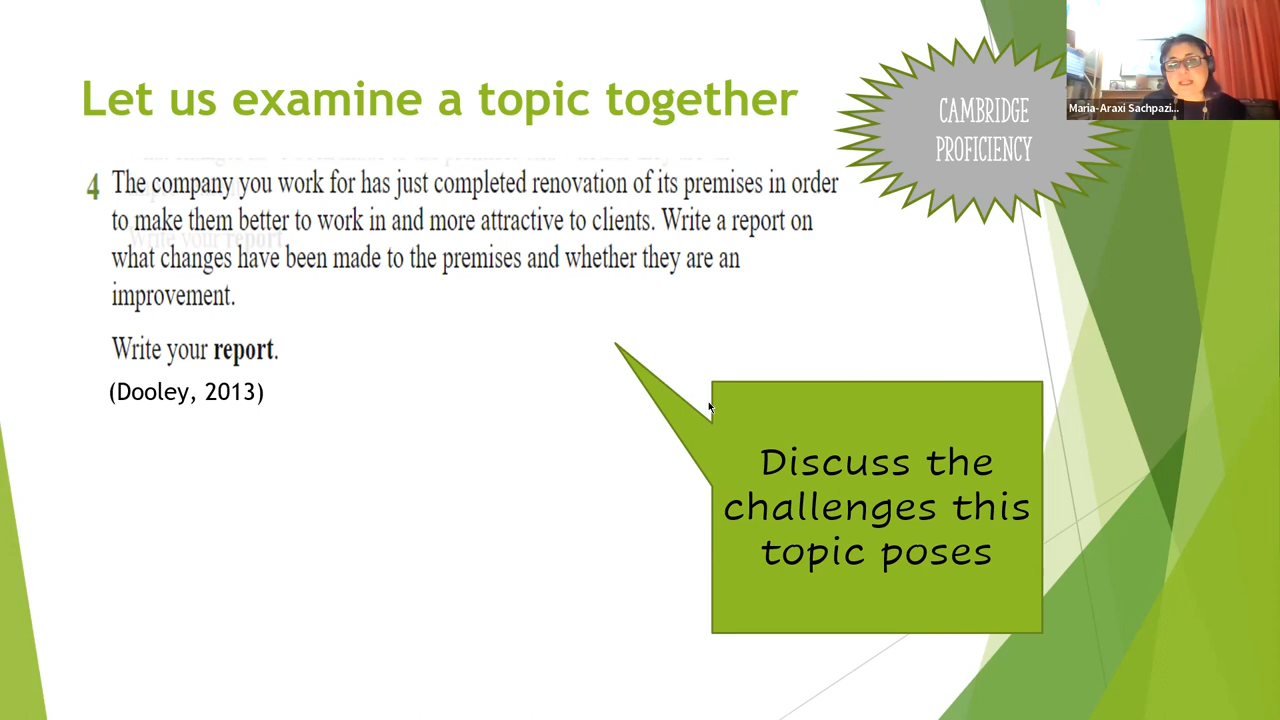 Let us examine a topic together
CAMBRIDGE
PROFICIENCY
Maria-Araxi Sachpazi...
4 The company you work for has just completed renovation of its premises in order
to make them better to work in and more attractive to clients. Write a report on
what changes have been made to the premises and whether they are an
improvement.
Write your report.
Write your report.
(Dooley, 2013)
Discuss the
challenges this
topic poses